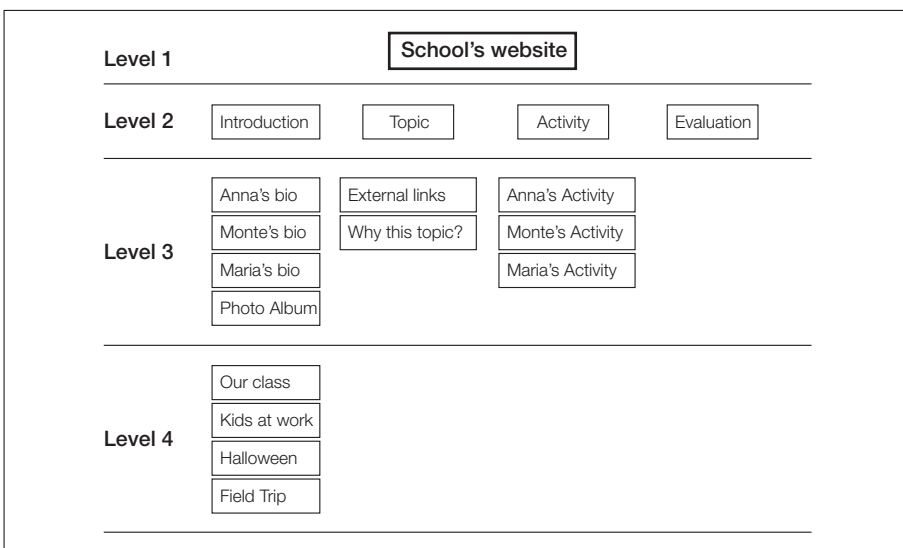 Level 1
School's website
Level 2
Introduction
Topic
Activity
Evaluation
Level 3
Anna's bio
Monte's bio
Maria's bio
Photo Album
External links
Why this topic?
Anna's Activity
Monte's Activity
Maria's Activity
Level 4
Our class
Kids at work
Halloween
Field Trip